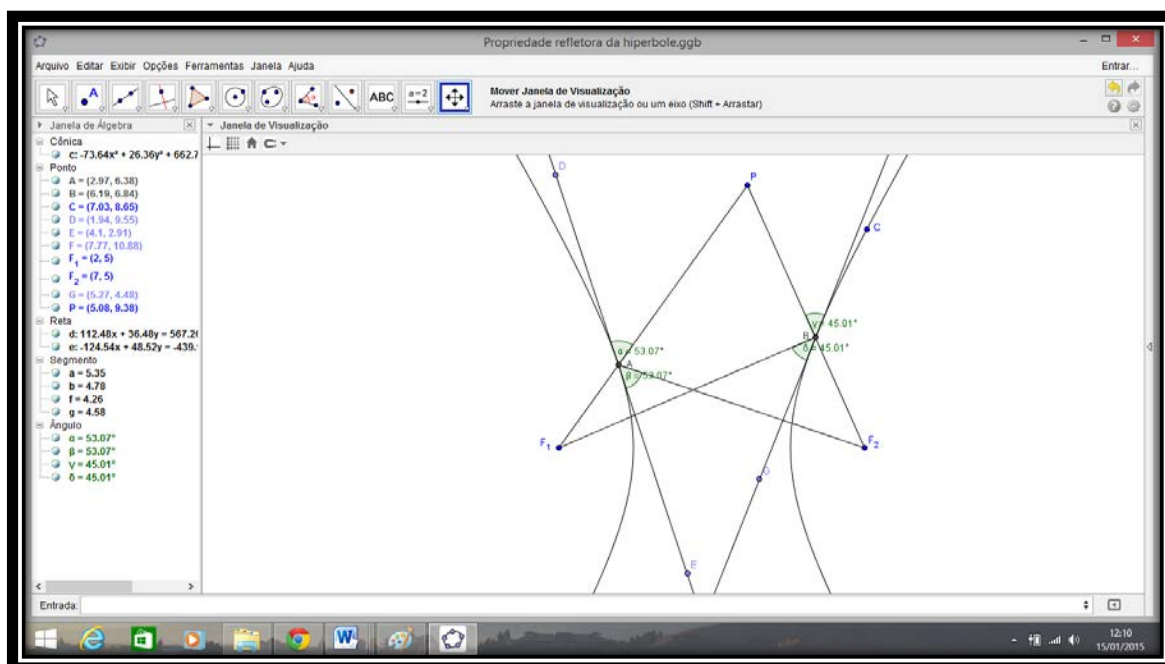 Propriedade refletora da hiperbole.ggb
Arquivo Editar Exibir Opções Ferramentas Janela Ajuda
Entrar...
A
ABC
a=2
Mover Janela de Visualização
Arraste a janela de visualização ou um eixo (Shift + Arrastar)
Janela de Álgebra
Janela de Visualização
Cônica
c: -73.64x² + 26.36y² + 662.7
Ponto
A = (2.97, 6.38)
B = (6.19, 6.84)
C = (7.03, 8.65)
D = (1.94, 9.55)
E = (4.1, 2.91)
F = (7.77, 10.88)
F₁ = (2, 5)
F₂ = (7, 5)
G = (5.27, 4.48)
P = (5.08, 9.38)
Reta
d: 112.48x + 36.48y = 567.26
e: -124.54x + 48.52y = -439.
Segmento
a = 5.35
b = 4.78
f = 4.26
g = 4.58
Ângulo
α = 53.07°
β = 53.07°
γ = 45.01°
δ = 45.01°
D
P
C
γ = 45.01°
B
δ = 45.01°
α = 53.07°
A
β = 53.07°
F₁
F₂
G
E
Entrada:
12:10
15/01/2015